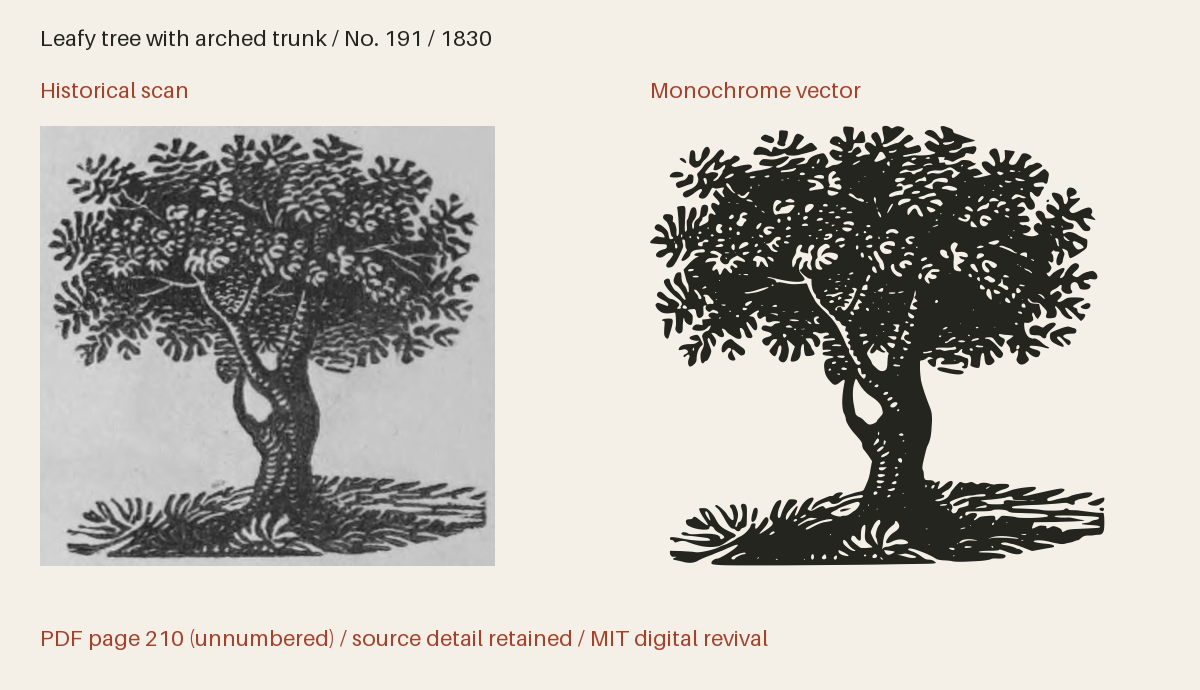 Leafy tree with arched trunk / No. 191 / 1830
Historical scan
Monochrome vector
PDF page 210 (unnumbered) / source detail retained / MIT digital revival